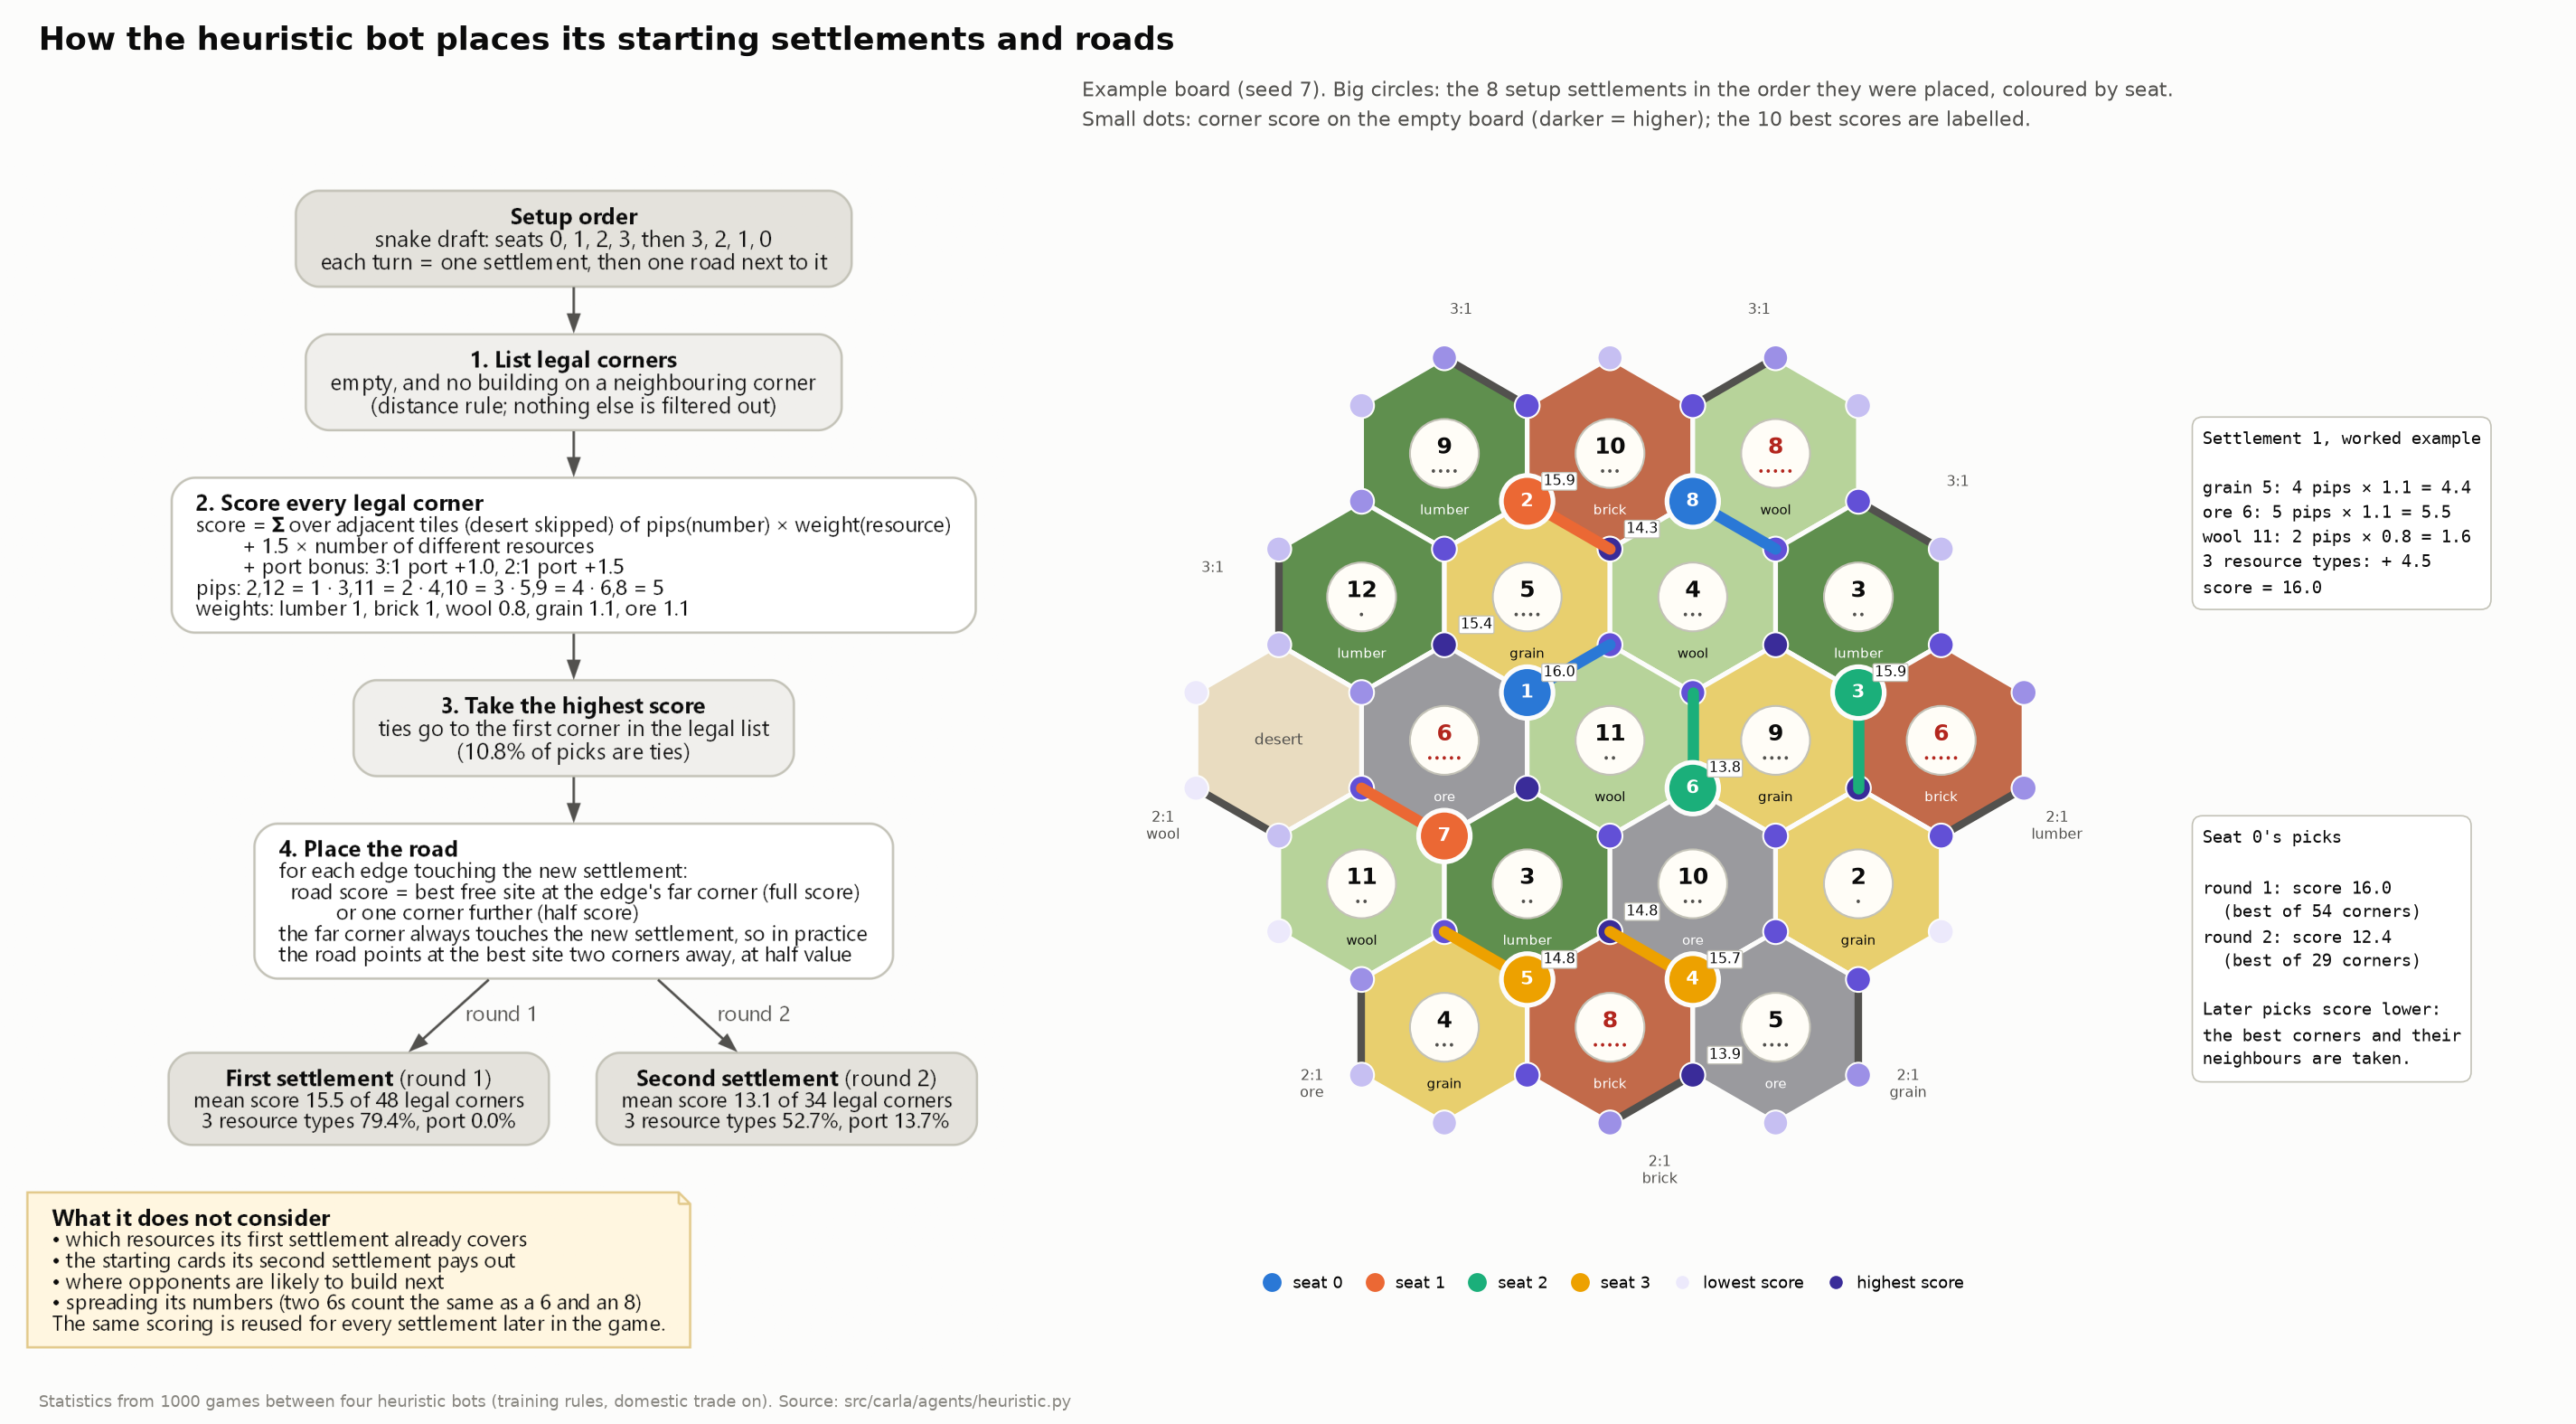 How the heuristic bot places its starting settlements and roads
Example board (seed 7). Big circles: the 8 setup settlements in the order they were placed, coloured by seat.
Small dots: corner score on the empty board (darker = higher); the 10 best scores are labelled.
Setup order
snake draft: seats 0, 1, 2, 3, then 3, 2, 1, 0
each turn = one settlement, then one road next to it
1. List legal corners
empty, and no building on a neighbouring corner
(distance rule; nothing else is filtered out)
2. Score every legal corner
score = Σ over adjacent tiles (desert skipped) of pips(number) × weight(resource)
+ 1.5 × number of different resources
+ port bonus: 3:1 port +1.0, 2:1 port +1.5
pips: 2,12 = 1 · 3,11 = 2 · 4,10 = 3 · 5,9 = 4 · 6,8 = 5
weights: lumber 1, brick 1, wool 0.8, grain 1.1, ore 1.1
3. Take the highest score
ties go to the first corner in the legal list
(10.8% of picks are ties)
4. Place the road
for each edge touching the new settlement:
road score = best free site at the edge's far corner (full score)
or one corner further (half score)
the far corner always touches the new settlement, so in practice
the road points at the best site two corners away, at half value
round 1
round 2
First settlement (round 1)
mean score 15.5 of 48 legal corners
3 resource types 79.4%, port 0.0%
Second settlement (round 2)
mean score 13.1 of 34 legal corners
3 resource types 52.7%, port 13.7%
What it does not consider
• which resources its first settlement already covers
• the starting cards its second settlement pays out
• where opponents are likely to build next
• spreading its numbers (two 6s count the same as a 6 and an 8)
The same scoring is reused for every settlement later in the game.
3:1
3:1
9
lumber
10
brick
8
wool
3:1
2
15.9
8
14.3
3:1
12
lumber
5
grain
4
wool
3
lumber
15.4
1
16.0
3
15.9
desert
6
ore
11
wool
9
grain
6
brick
13.8
6
2:1
wool
2:1
lumber
7
11
wool
3
lumber
10
ore
2
grain
14.8
5
14.8
4
15.7
4
grain
8
brick
5
ore
13.9
2:1
ore
2:1
grain
2:1
brick
seat 0
seat 1
seat 2
seat 3
lowest score
highest score
Settlement 1, worked example
grain 5: 4 pips × 1.1 = 4.4
ore 6: 5 pips × 1.1 = 5.5
wool 11: 2 pips × 0.8 = 1.6
3 resource types: + 4.5
score = 16.0
Seat 0's picks
round 1: score 16.0
(best of 54 corners)
round 2: score 12.4
(best of 29 corners)
Later picks score lower:
the best corners and their
neighbours are taken.
Statistics from 1000 games between four heuristic bots (training rules, domestic trade on). Source: src/carla/agents/heuristic.py